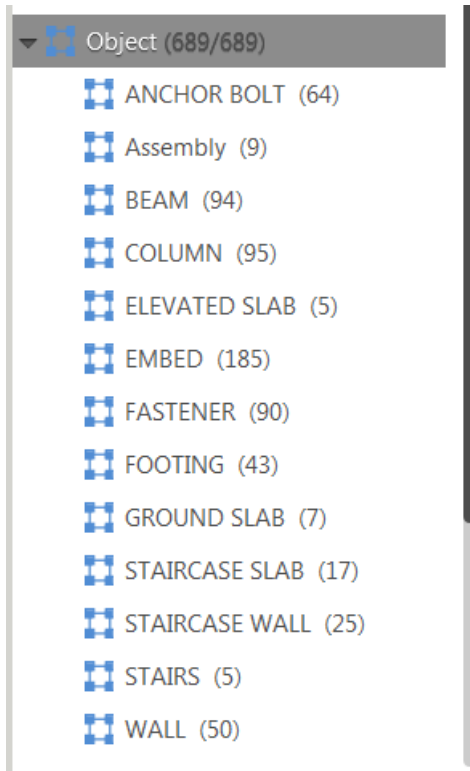 Object (689/689)
ANCHOR BOLT (64)
Assembly (9)
BEAM (94)
COLUMN (95)
ELEVATED SLAB (5)
EMBED (185)
FASTENER (90)
FOOTING (43)
GROUND SLAB (7)
STAIRCASE SLAB (17)
STAIRCASE WALL (25)
STAIRS (5)
WALL (50)